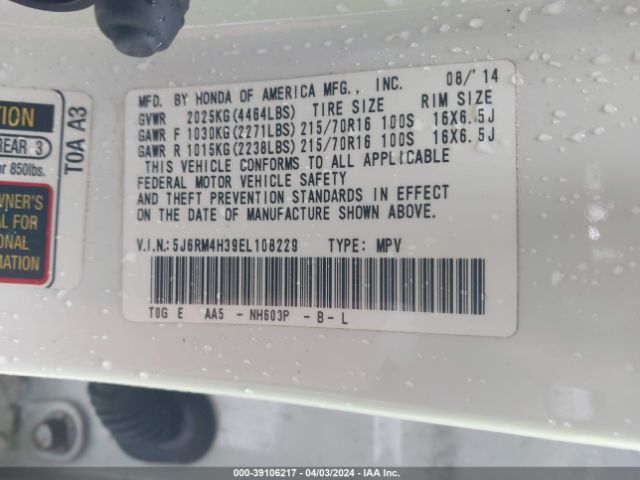 MFD. BY HONDA OF AMERICA MFG., INC. 08/'14
GVWR 2025KG(4464LBS) TIRE SIZE RIM SIZE
GAWR F 1030KG(2271LBS) 215/70R16 100S 16X6.5J
GAWR R 1015KG(2238LBS) 215/70R16 100S 16X6.5J
THIS VEHICLE CONFORMS TO ALL APPLICABLE
FEDERAL MOTOR VEHICLE SAFETY
AND THEFT PREVENTION STANDARDS IN EFFECT
ON THE DATE OF MANUFACTURE SHOWN ABOVE.
V.I.N:5J6RM4H39EL108229 TYPE: MPV
T0G E AA5 - NH603P - B - L
TION
REAR 3
or 850lbs.
WNER'S
AL FOR
IONAL
RMATION
T0A A3
000-39106217 - 04/03/2024 - IAA Inc.